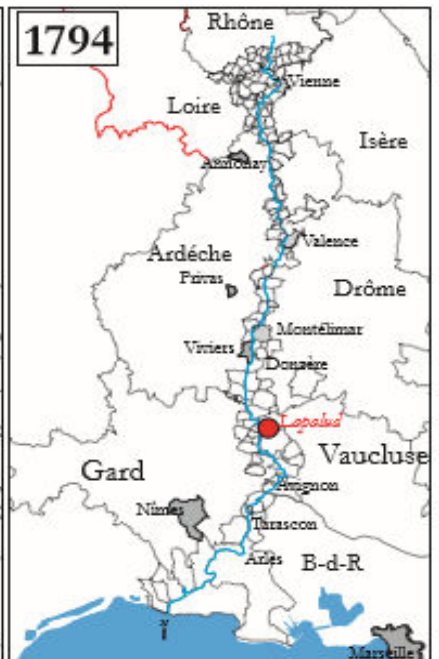 1794
Rhône
Vienne
Loire
Isère
Annonay
Valence
Ardéche
Privas
Drôme
Montélimar
Viviers
Donzère
Lapalud
Vaucluse
Gard
Avignon
Nîmes
Tarascon
Arles
B-d-R
Marseille